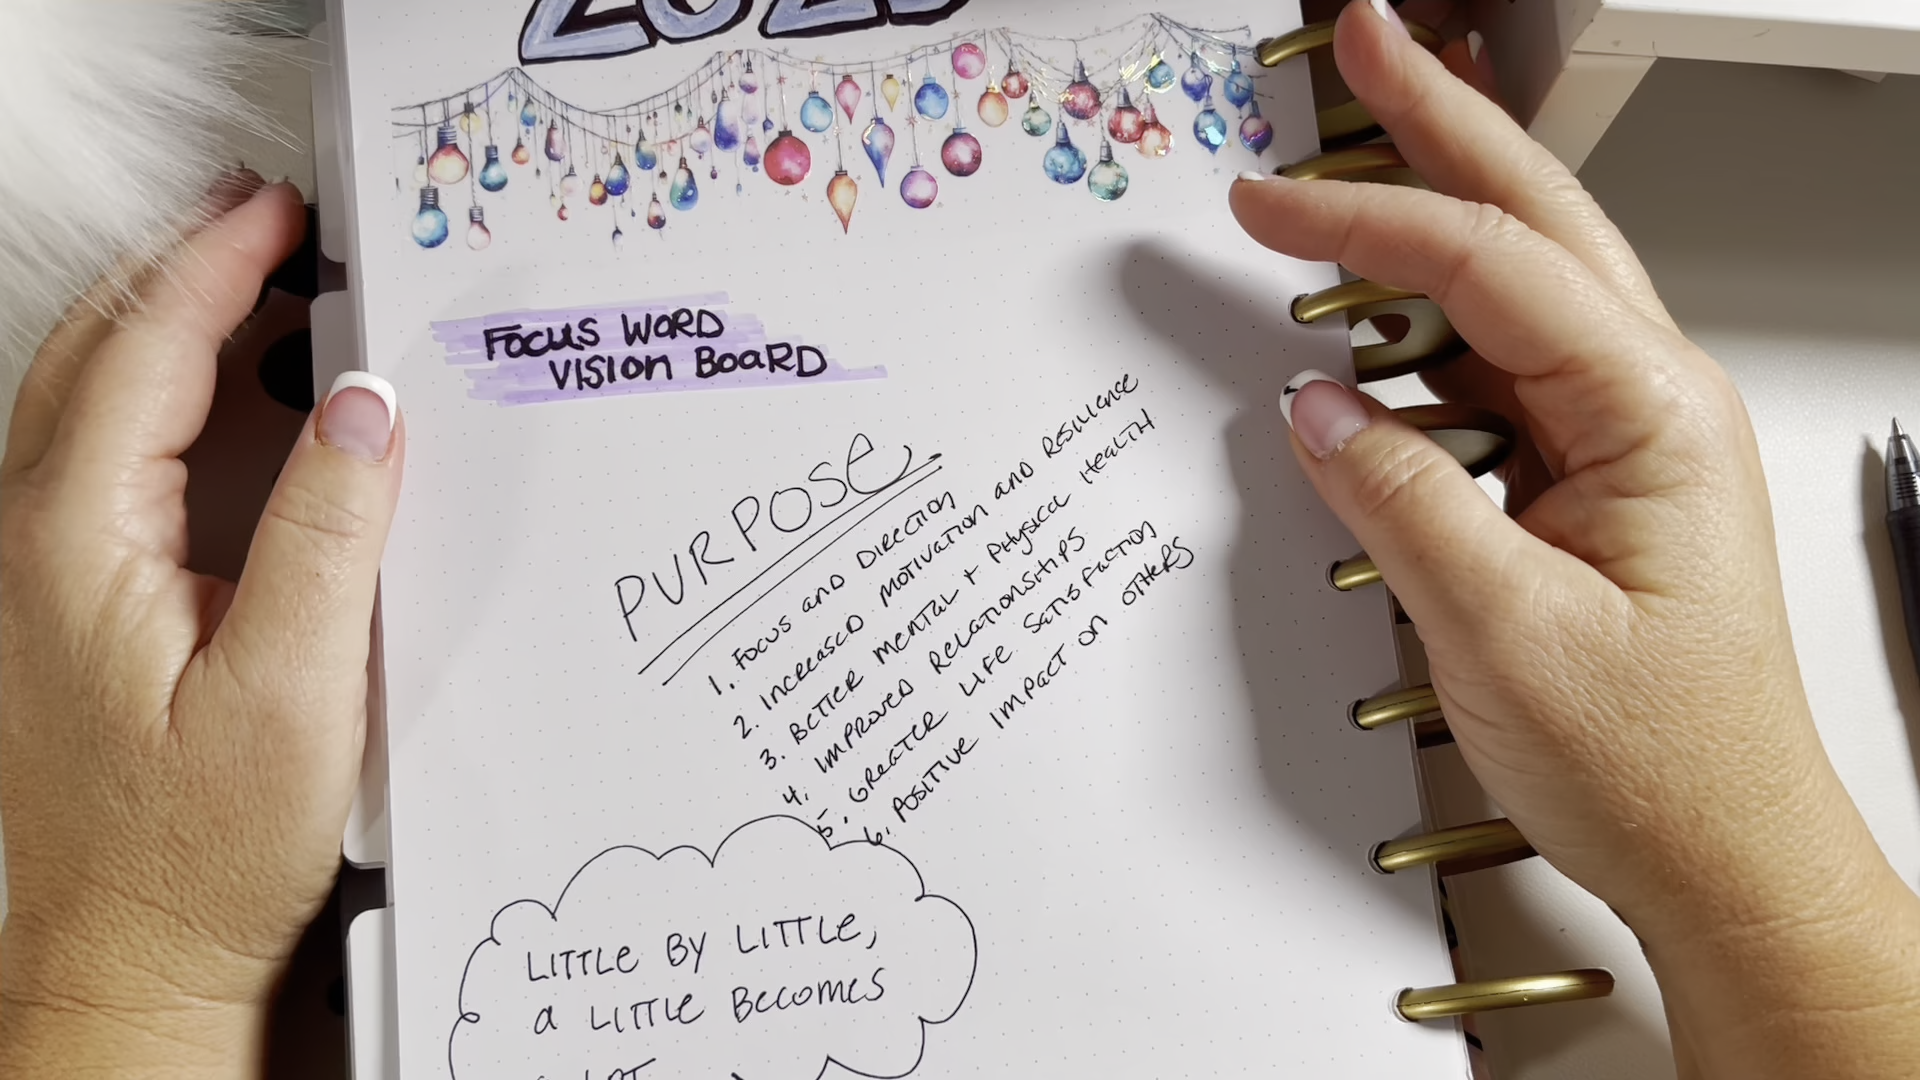 FOCUS WORD
VISION BOARD
PURPOSE
1. FOCUS and DIRECTION
2. INCREASED MOTIVATION and RESILIENCE
3. BETTER MENTAL + PHYSICAL HEALTH
4. IMPROVED RELATIONSHIPS
5. GREATER LIFE SATISFACTION
6. POSITIVE IMPACT ON OTHERS
LITTLE BY LITTLE,
a LITTLE BECOMES